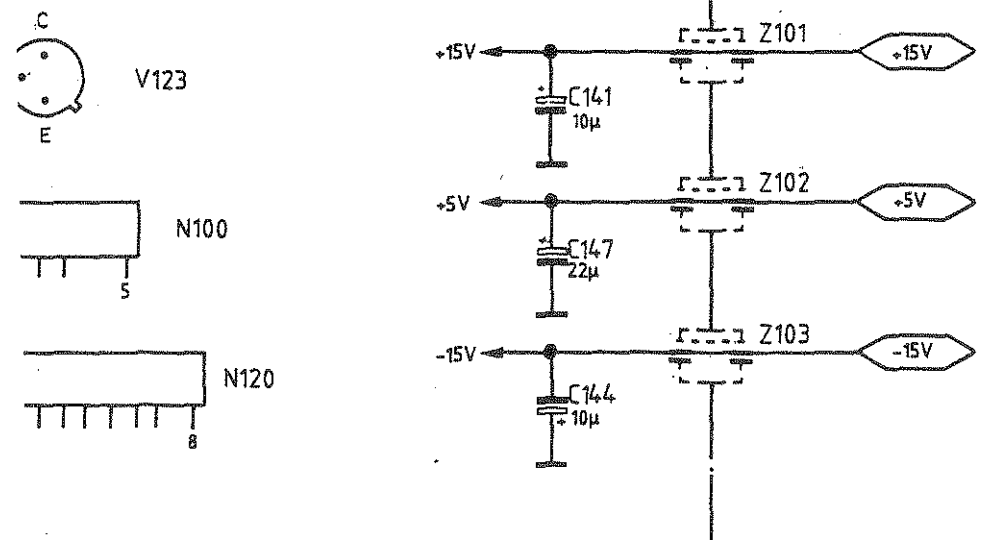 C
V123
E
N100
5
N120
8
+15V
Z101
+15V
+
C141
10µ
+5V
Z102
+5V
+
C147
22µ
-15V
Z103
-15V
C144
+ 10µ